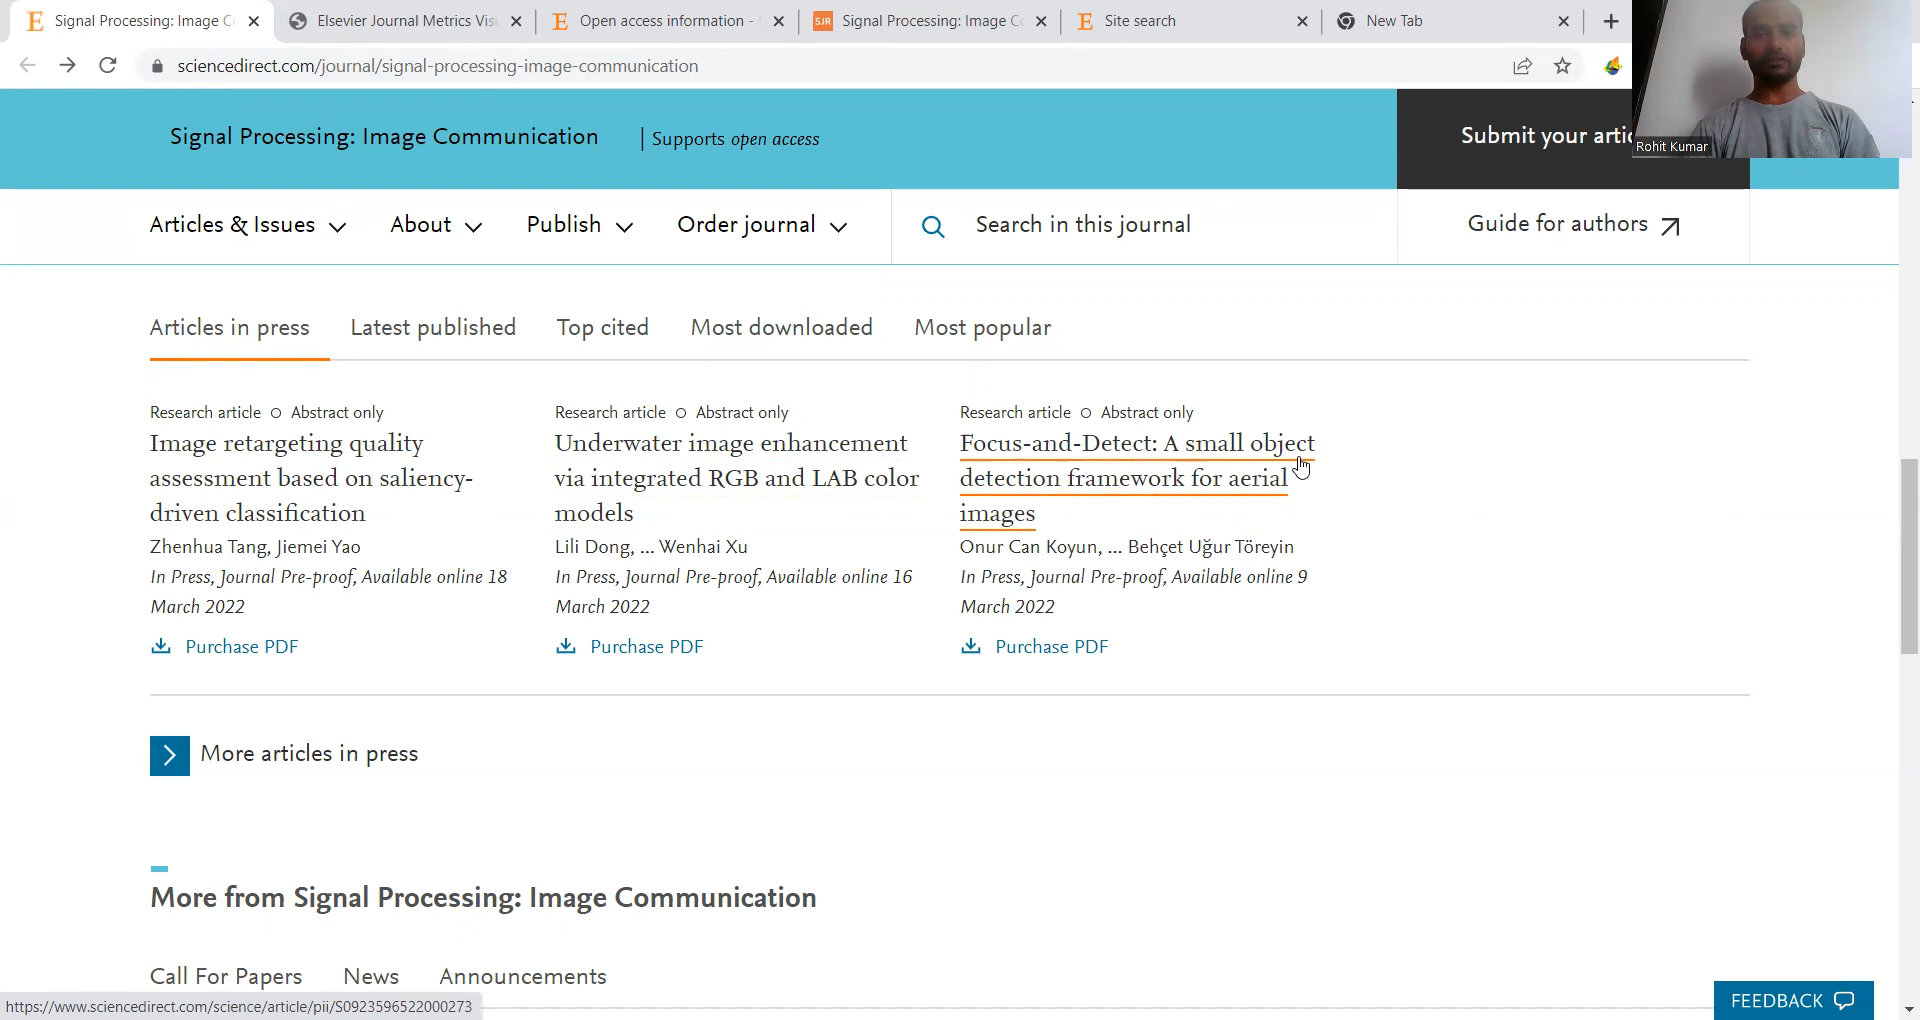 Signal Processing: Image C
Elsevier Journal Metrics Vis
Open access information -
SJR
Signal Processing: Image C
Site search
New Tab
sciencedirect.com/journal/signal-processing-image-communication
Rohit Kumar
Signal Processing: Image Communication
Supports open access
Submit your artic
Articles & Issues
About
Publish
Order journal
Search in this journal
Guide for authors
Articles in press
Latest published
Top cited
Most downloaded
Most popular
Research article
Abstract only
Image retargeting quality
assessment based on saliency-
driven classification
Zhenhua Tang, Jiemei Yao
In Press, Journal Pre-proof, Available online 18
March 2022
Purchase PDF
Research article
Abstract only
Underwater image enhancement
via integrated RGB and LAB color
models
Lili Dong, ... Wenhai Xu
In Press, Journal Pre-proof, Available online 16
March 2022
Purchase PDF
Research article
Abstract only
Focus-and-Detect: A small object
detection framework for aerial
images
Onur Can Koyun, ... Behçet Uğur Töreyin
In Press, Journal Pre-proof, Available online 9
March 2022
Purchase PDF
More articles in press
More from Signal Processing: Image Communication
Call For Papers
News
Announcements
https://www.sciencedirect.com/science/article/pii/S0923596522000273
FEEDBACK